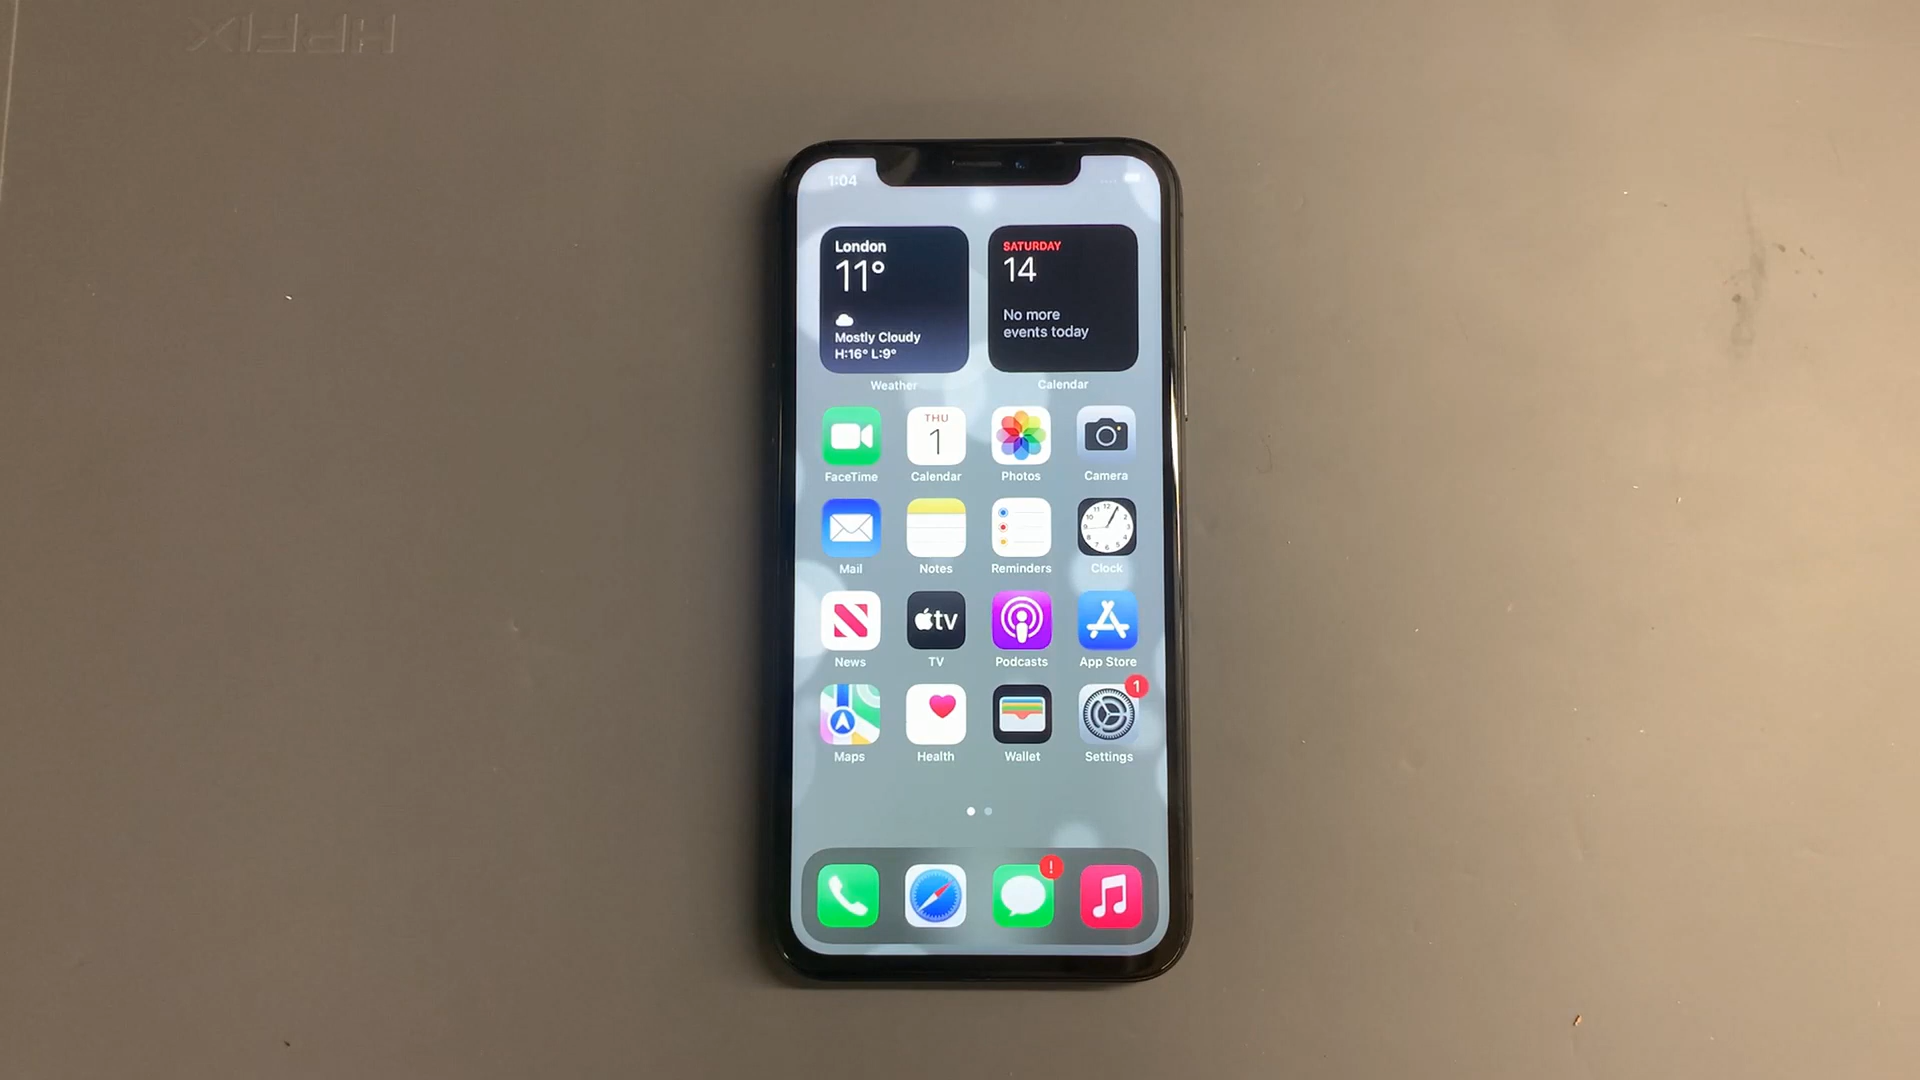 HPFIX
1:04
London
11°
Mostly Cloudy
H:16° L:9°
SATURDAY
14
No more
events today
Weather
Calendar
THU
1
FaceTime
Calendar
Photos
Camera
Mail
Notes
Reminders
Clock
tv
News
TV
Podcasts
App Store
1
Maps
Health
Wallet
Settings
!